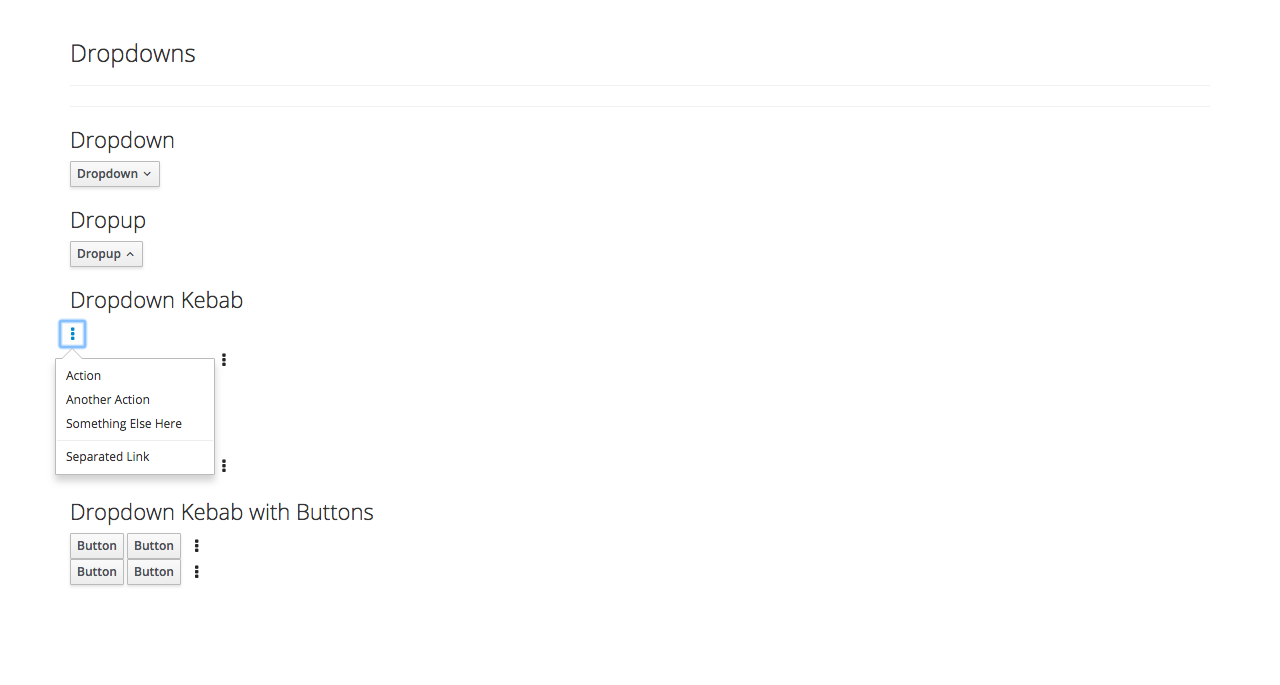 Dropdowns
Dropdown
Dropdown
Dropup
Dropup
Dropdown Kebab
Action
Another Action
Something Else Here
Separated Link
Dropdown Kebab with Buttons
Button Button
Button Button